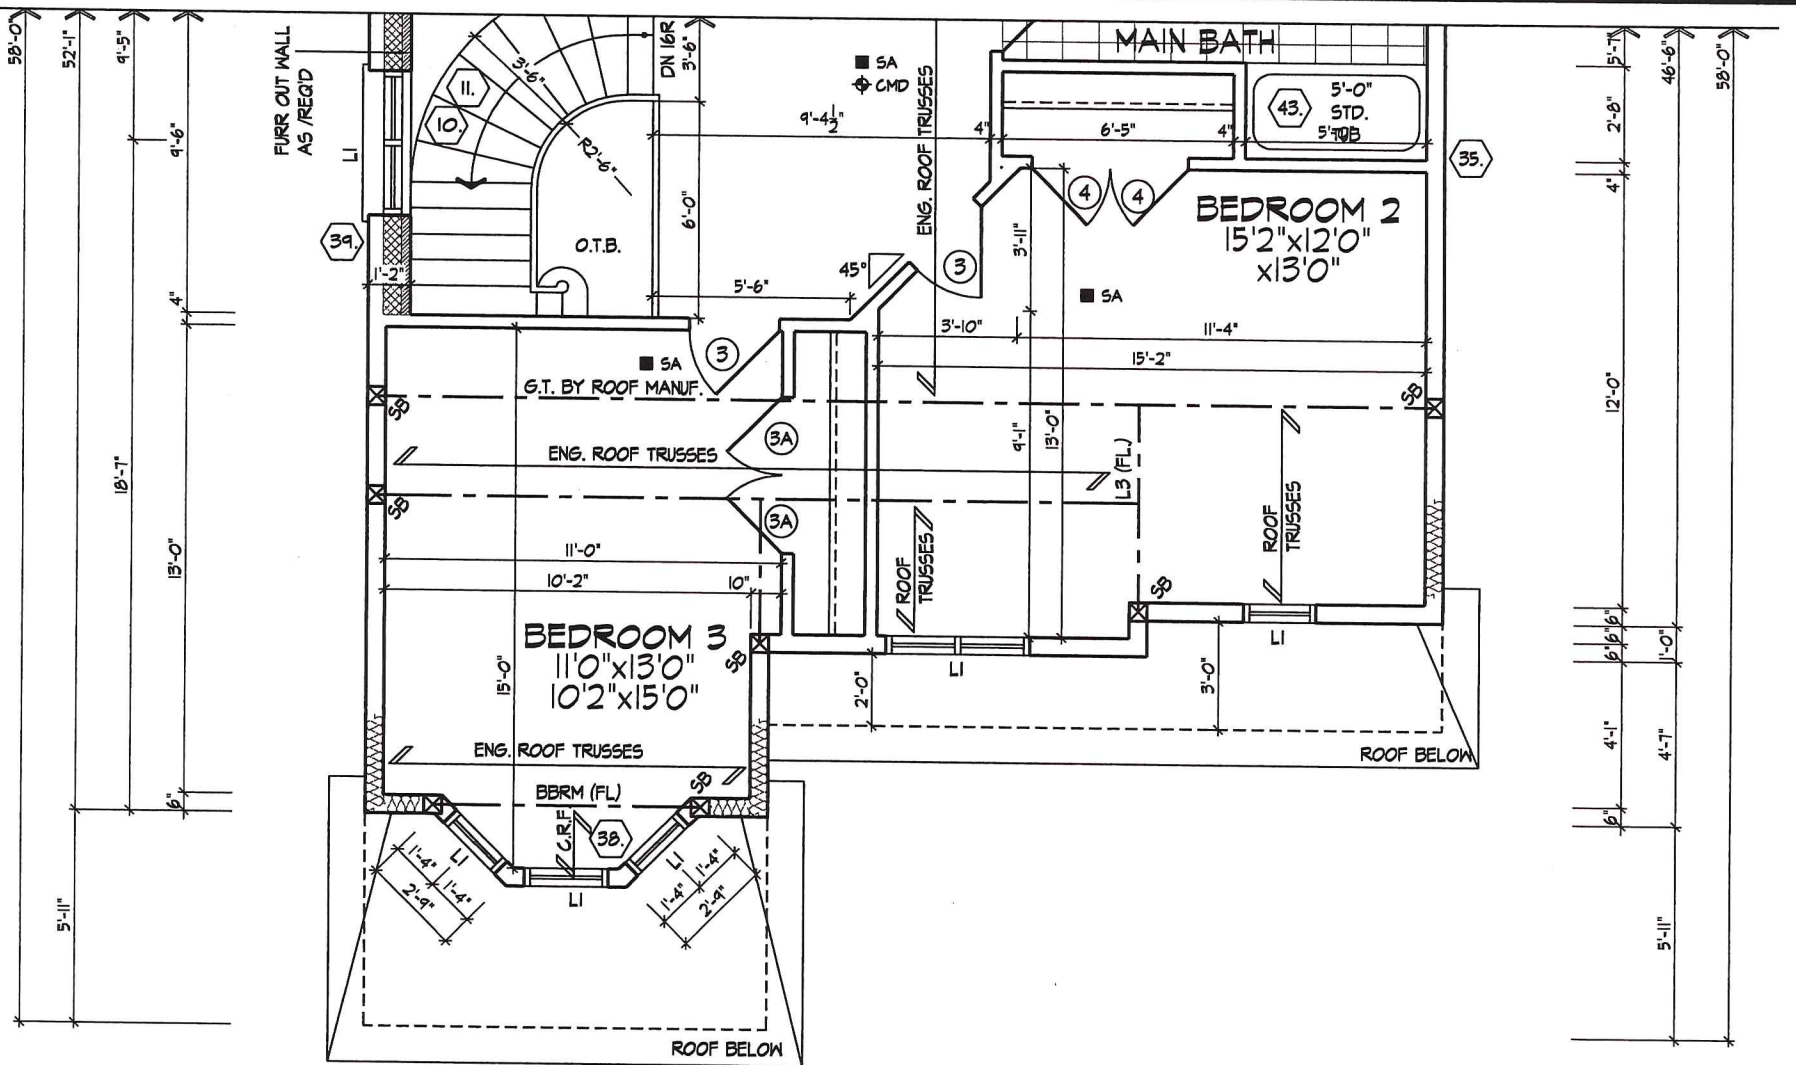 58'-0"
52'-1"
9'-5"
9'-6"
4"
18'-7"
13'-0"
6"
5'-11"
FURR OUT WALL
AS /REQ'D
L1
39.
1'-2"
11.
10.
3'-6"
R2'-6"
O.T.B.
DN 16R
3'-6"
6'-0"
SA
CMD
9'-4½"
ENG. ROOF TRUSSES
4"
MAIN BATH
6'-5"
4"
43.
5'-0"
STD.
TUB
35.
4
4
BEDROOM 2
15'2"x12'0"
x13'0"
3'-11"
3
45°
5'-6"
SA
3'-10"
11'-4"
15'-2"
3
SA
G.T. BY ROOF MANUF.
SB
SB
3A
ENG. ROOF TRUSSES
9'-1"
13'-0"
L3 (FL)
SB
3A
ROOF
TRUSSES
ROOF
TRUSSES
11'-0"
10'-2"
10"
SB
BEDROOM 3
11'0"x13'0"
10'2"x15'0"
SB
15'-0"
L1
L1
2'-0"
3'-0"
ENG. ROOF TRUSSES
ROOF BELOW
BBRM (FL)
SB
C.R.F.
38.
L1
L1
L1
1'-4"
1'-4"
2'-9"
1'-4"
1'-4"
2'-9"
ROOF BELOW
5'-7"
46'-6"
58'-0"
2'-8"
4"
12'-0"
6"
6"
6"
1'-0"
4'-1"
4'-7"
6"
5'-11"